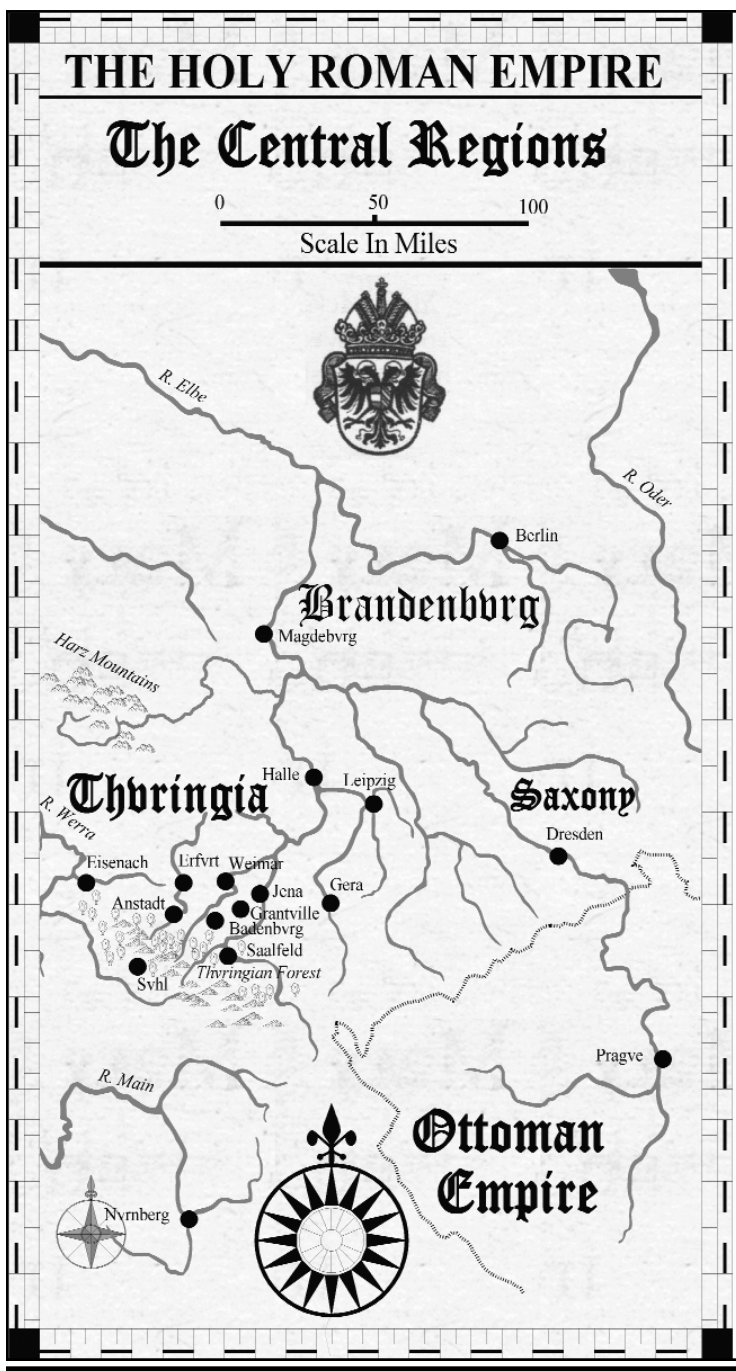 THE HOLY ROMAN EMPIRE
The Central Regions
0 50 100
Scale In Miles
R. Elbe
R. Oder
Berlin
Brandenbvrg
Magdebvrg
Harz Mountains
Halle
Leipzig
Thvringia
Saxony
R. Werra
Dresden
Eisenach
Erfvrt
Weimar
Jena
Gera
Anstadt
Grantville
Badenbvrg
Saalfeld
Thvringian Forest
Svhl
Pragve
R. Main
Ottoman
Empire
Nvrnberg